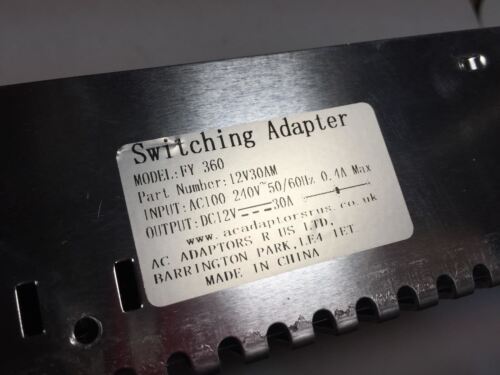 Switching Adapter
MODEL: FY 360
Part Number: 12V30AM
INPUT: AC100 240V~50/60Hz 0.4A Max
OUTPUT: DC12V 30A
www.acadaptorsrus.co.uk
AC ADAPTORS R US LTD,
BARRINGTON PARK, LE4 1ET
MADE IN CHINA